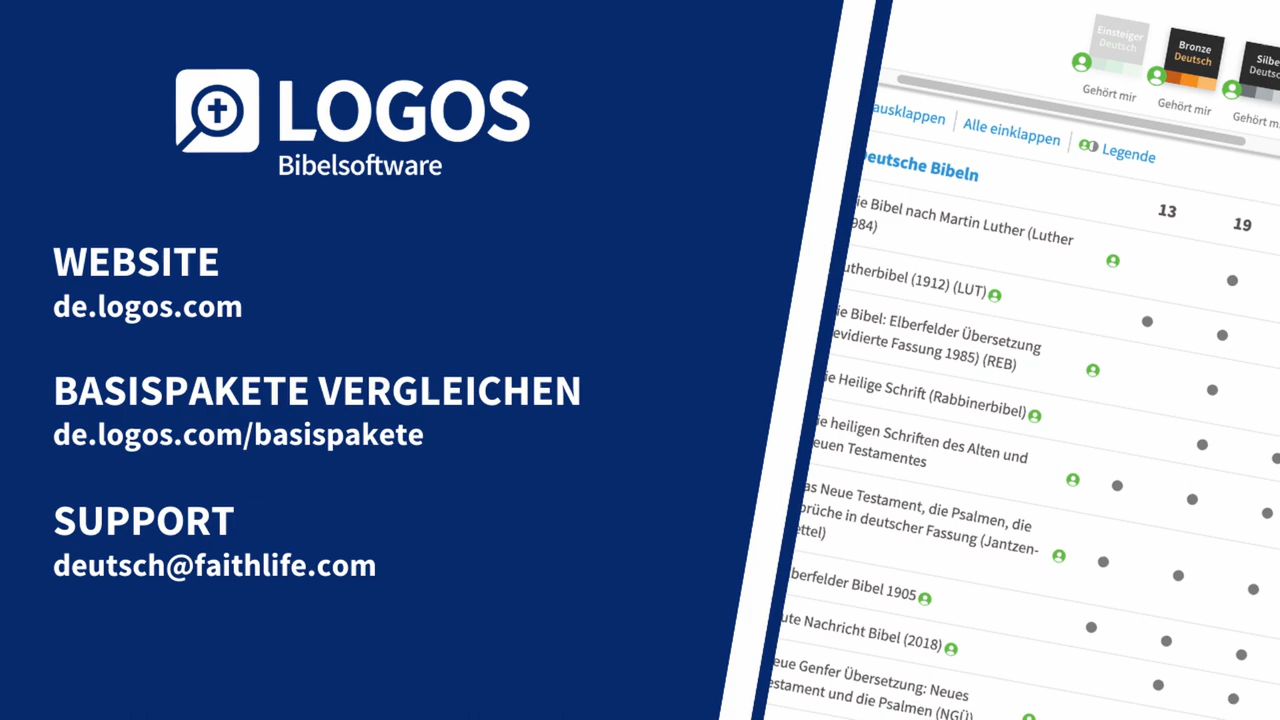 LOGOS
Bibelsoftware
WEBSITE
de.logos.com
BASISPAKETE VERGLEICHEN
de.logos.com/basispakete
SUPPORT
deutsch@faithlife.com
Einsteiger
Deutsch
Gehört mir
Bronze
Deutsch
Gehört mir
Silbe
Deutsc
Gehört m
ausklappen
Alle einklappen
Legende
eutsche Bibeln
13
19
ie Bibel nach Martin Luther (Luther
984)
utherbibel (1912) (LUT)
ie Bibel: Elberfelder Übersetzung
evidierte Fassung 1985) (REB)
ie Heilige Schrift (Rabbinerbibel)
ie heiligen Schriften des Alten und
euen Testamentes
as Neue Testament, die Psalmen, die
prüche in deutscher Fassung (Jantzen-
ettel)
berfelder Bibel 1905
ute Nachricht Bibel (2018)
eue Genfer Übersetzung: Neues
estament und die Psalmen (NGÜ)